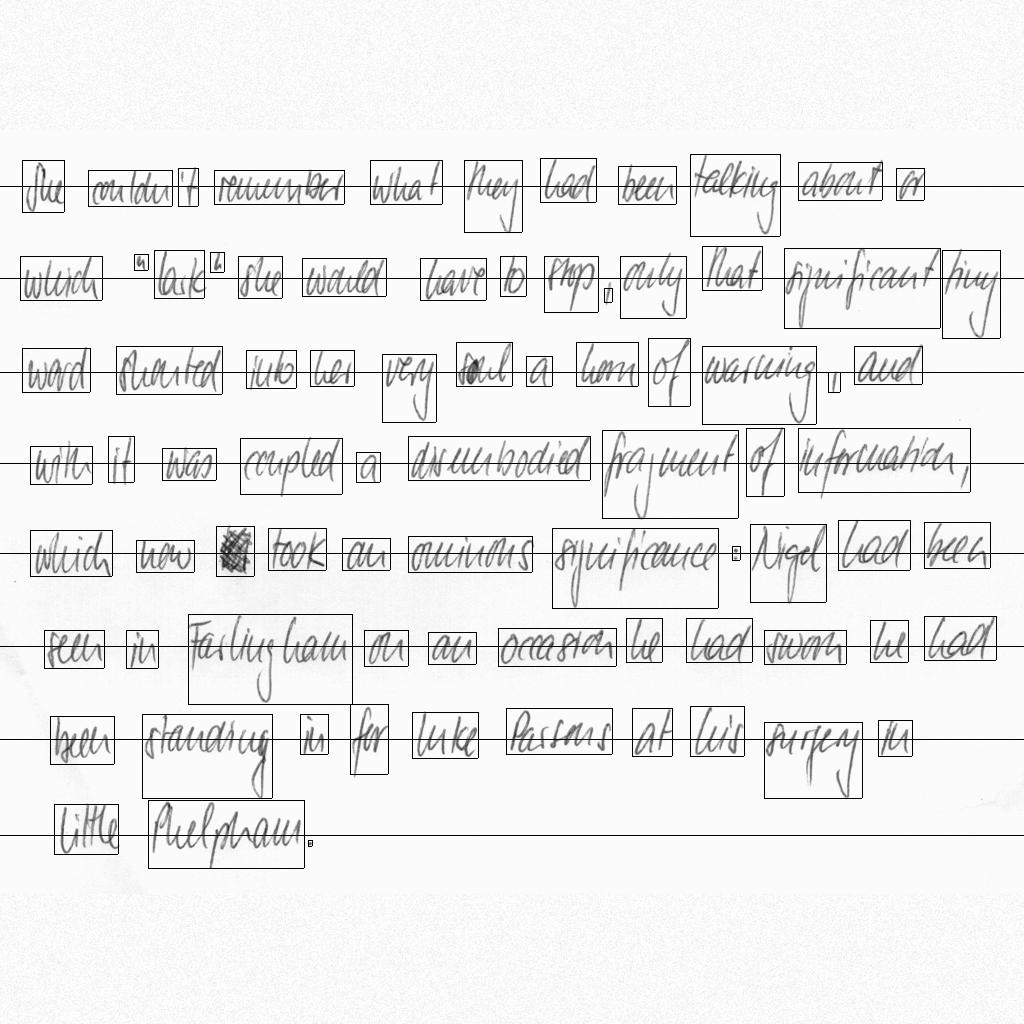 She couldn't remember what they had been talking about or
which "lark" she would have to stop, only that significant tiny
word shouted into her very soul a horn of warning, and
with it was coupled a disembodied fragment of information,
which now took an ominous significance. Nigel had been
seen in Farlingham on an occasion he had sworn he had
been standing in for Luke Parsons at his surgery in
Little Phelpham.